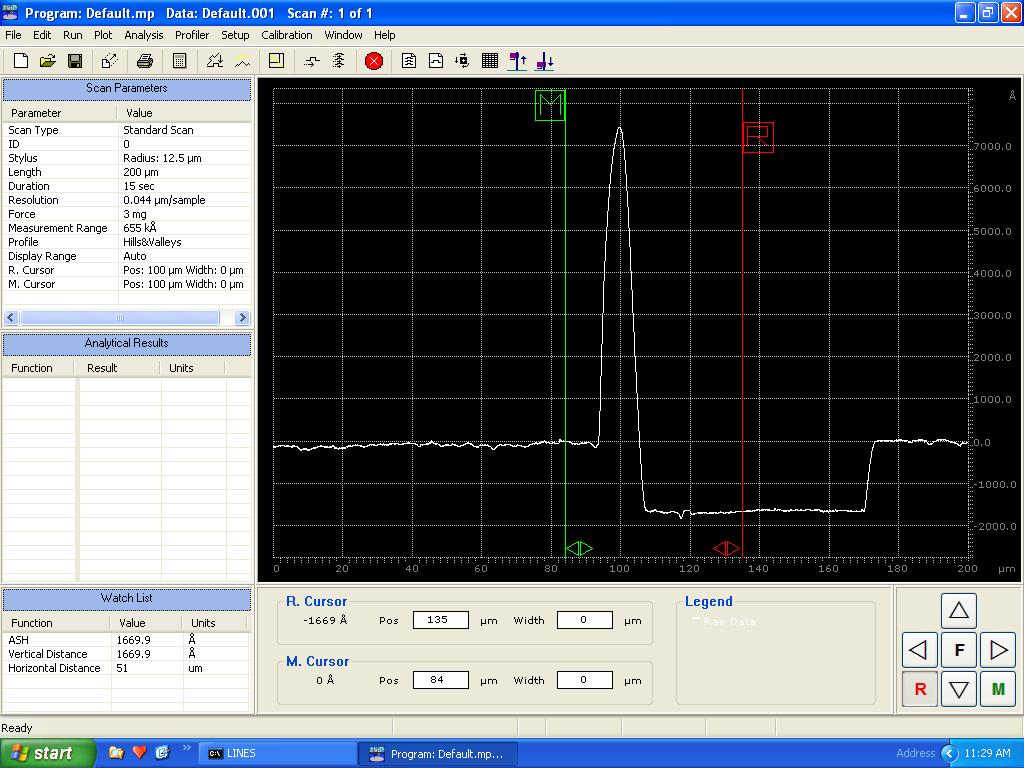 Program: Default.mp   Data: Default.001   Scan #: 1 of 1
File Edit Run Plot Analysis Profiler Setup Calibration Window Help
Scan Parameters
Parameter Value
Scan Type Standard Scan
ID 0
Stylus Radius: 12.5 µm
Length 200 µm
Duration 15 sec
Resolution 0.044 µm/sample
Force 3 mg
Measurement Range 655 kÅ
Profile Hills&Valleys
Display Range Auto
R. Cursor Pos: 100 µm Width: 0 µm
M. Cursor Pos: 100 µm Width: 0 µm
Analytical Results
Function Result Units
Watch List
Function Value Units
ASH 1669.9 Å
Vertical Distance 1669.9 Å
Horizontal Distance 51 um
M
R
Å
7000.0
6000.0
5000.0
4000.0
3000.0
2000.0
1000.0
0.0
-1000.0
-2000.0
0 20 40 60 80 100 120 140 160 180 200 µm
R. Cursor
-1669 Å Pos 135 µm Width 0 µm
M. Cursor
0 Å Pos 84 µm Width 0 µm
Legend
Raw Data
F
R M
Ready
start LINES Program: Default.mp... Address 11:29 AM